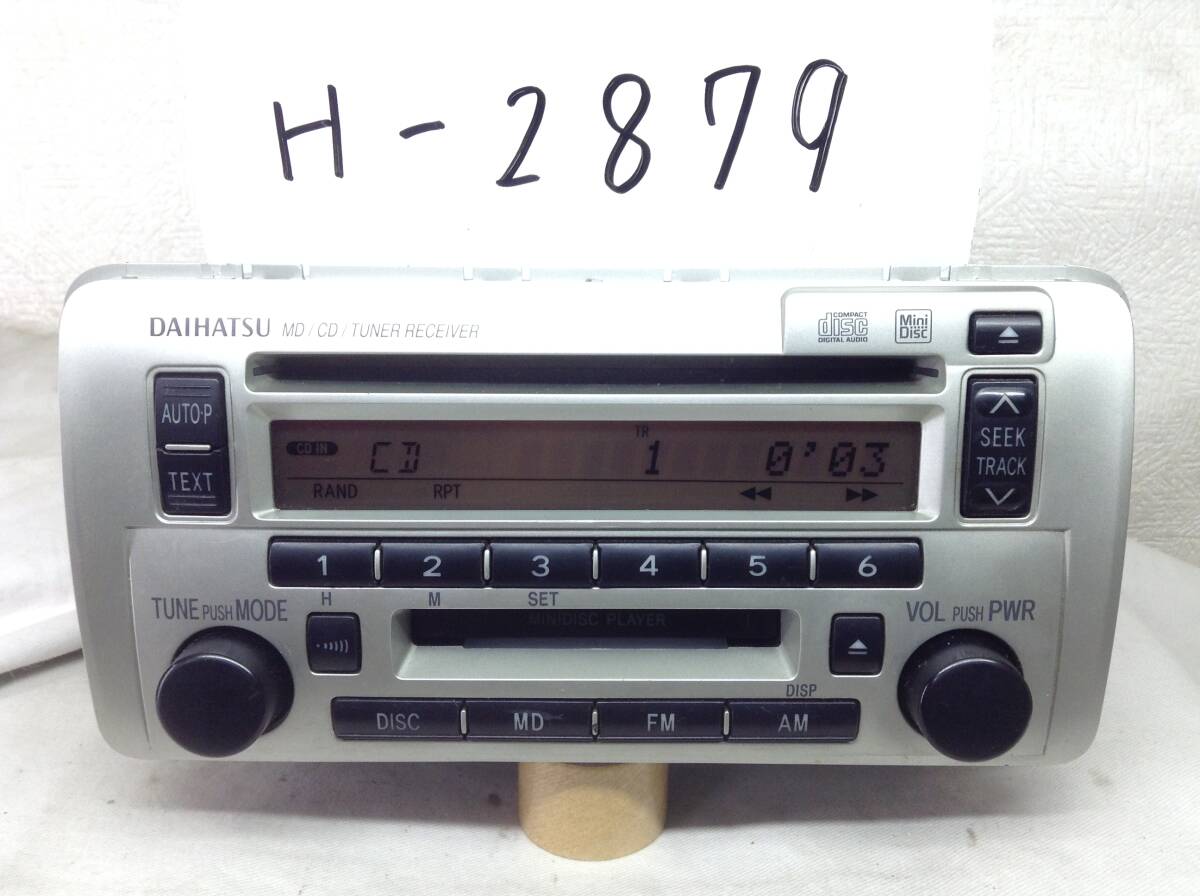 H-2879
DAIHATSU MD/CD/TUNER RECEIVER
COMPACT disc DIGITAL AUDIO
Mini Disc
AUTO·P
TEXT
SEEK
TRACK
CD IN CD TR 1 0'03
RAND RPT ◀◀ ▶▶
1 2 3 4 5 6
H M SET
TUNE PUSH MODE
MINIDISC PLAYER
VOL PUSH PWR
DISP
DISC MD FM AM